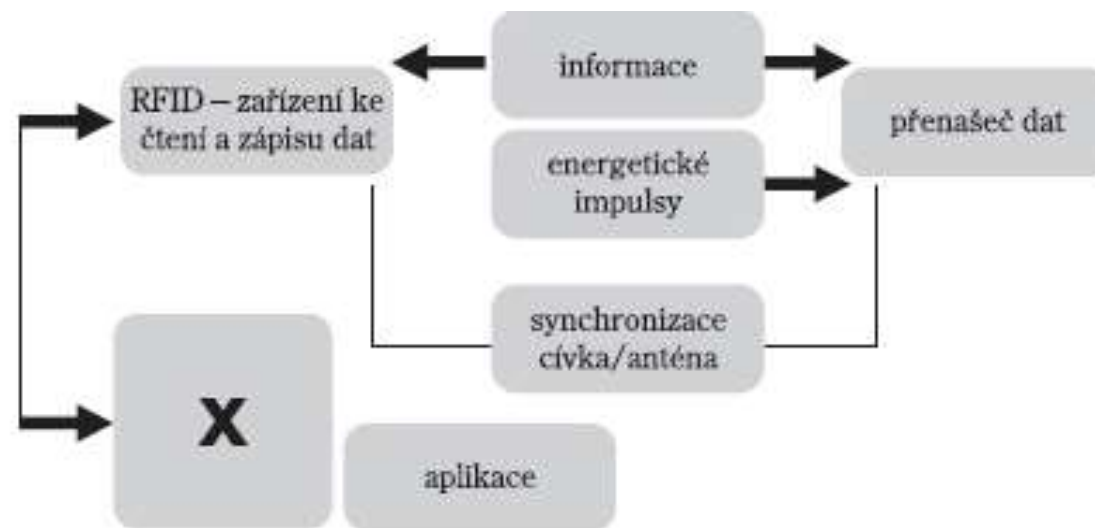 informace
RFID – zařízení ke
čtení a zápisu dat
přenašeč dat
energetické
impulsy
synchronizace
cívka/anténa
X
aplikace